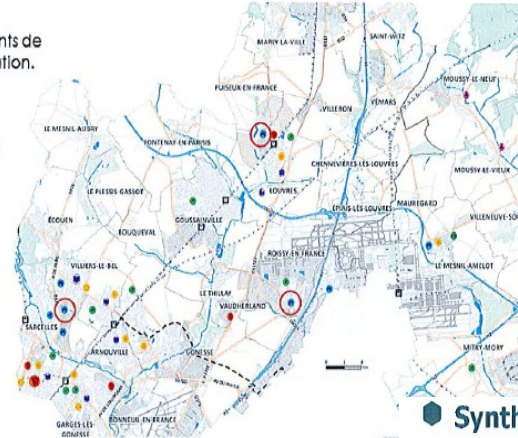 nts de
tion.
MARLY-LA-VILLE
SAINT-WITZ
PUISEUX-EN-FRANCE
VILLERON
VÉMARS
MOUSSY-LE-NEUF
LE MESNIL-AUBRY
FONTENAY-EN-PARISIS
CHENNEVIÈRES-LÈS-LOUVRES
MOUSSY-LE-VIEUX
LE PLESSIS-GASSOT
LOUVRES
ÉPIAIS-LÈS-LOUVRES
MAUREGARD
VILLENEUVE-SO
ÉCOUEN
BOUQUEVAL
GOUSSAINVILLE
ROISSY-EN-FRANCE
VILLIERS-LE-BEL
LE MESNIL-AMELOT
LE THILLAY
VAUDHERLAND
SARCELLES
ARNOUVILLE
GONESSE
MITRY-MORY
GARGES-LÈS-
GONESSE
BONNEUIL-EN-FRANCE
Synth